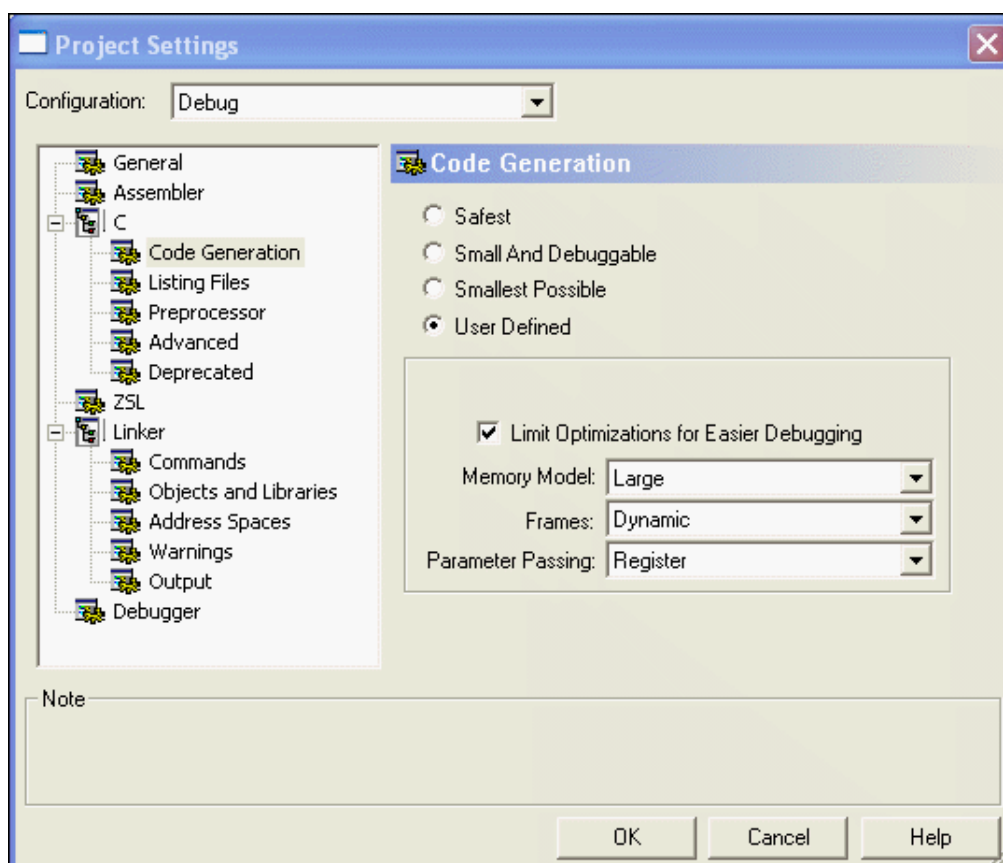 Project Settings
Configuration: Debug
General
Assembler
C
Code Generation
Listing Files
Preprocessor
Advanced
Deprecated
ZSL
Linker
Commands
Objects and Libraries
Address Spaces
Warnings
Output
Debugger
Code Generation
Safest
Small And Debuggable
Smallest Possible
User Defined
Limit Optimizations for Easier Debugging
Memory Model: Large
Frames: Dynamic
Parameter Passing: Register
Note
OK Cancel Help